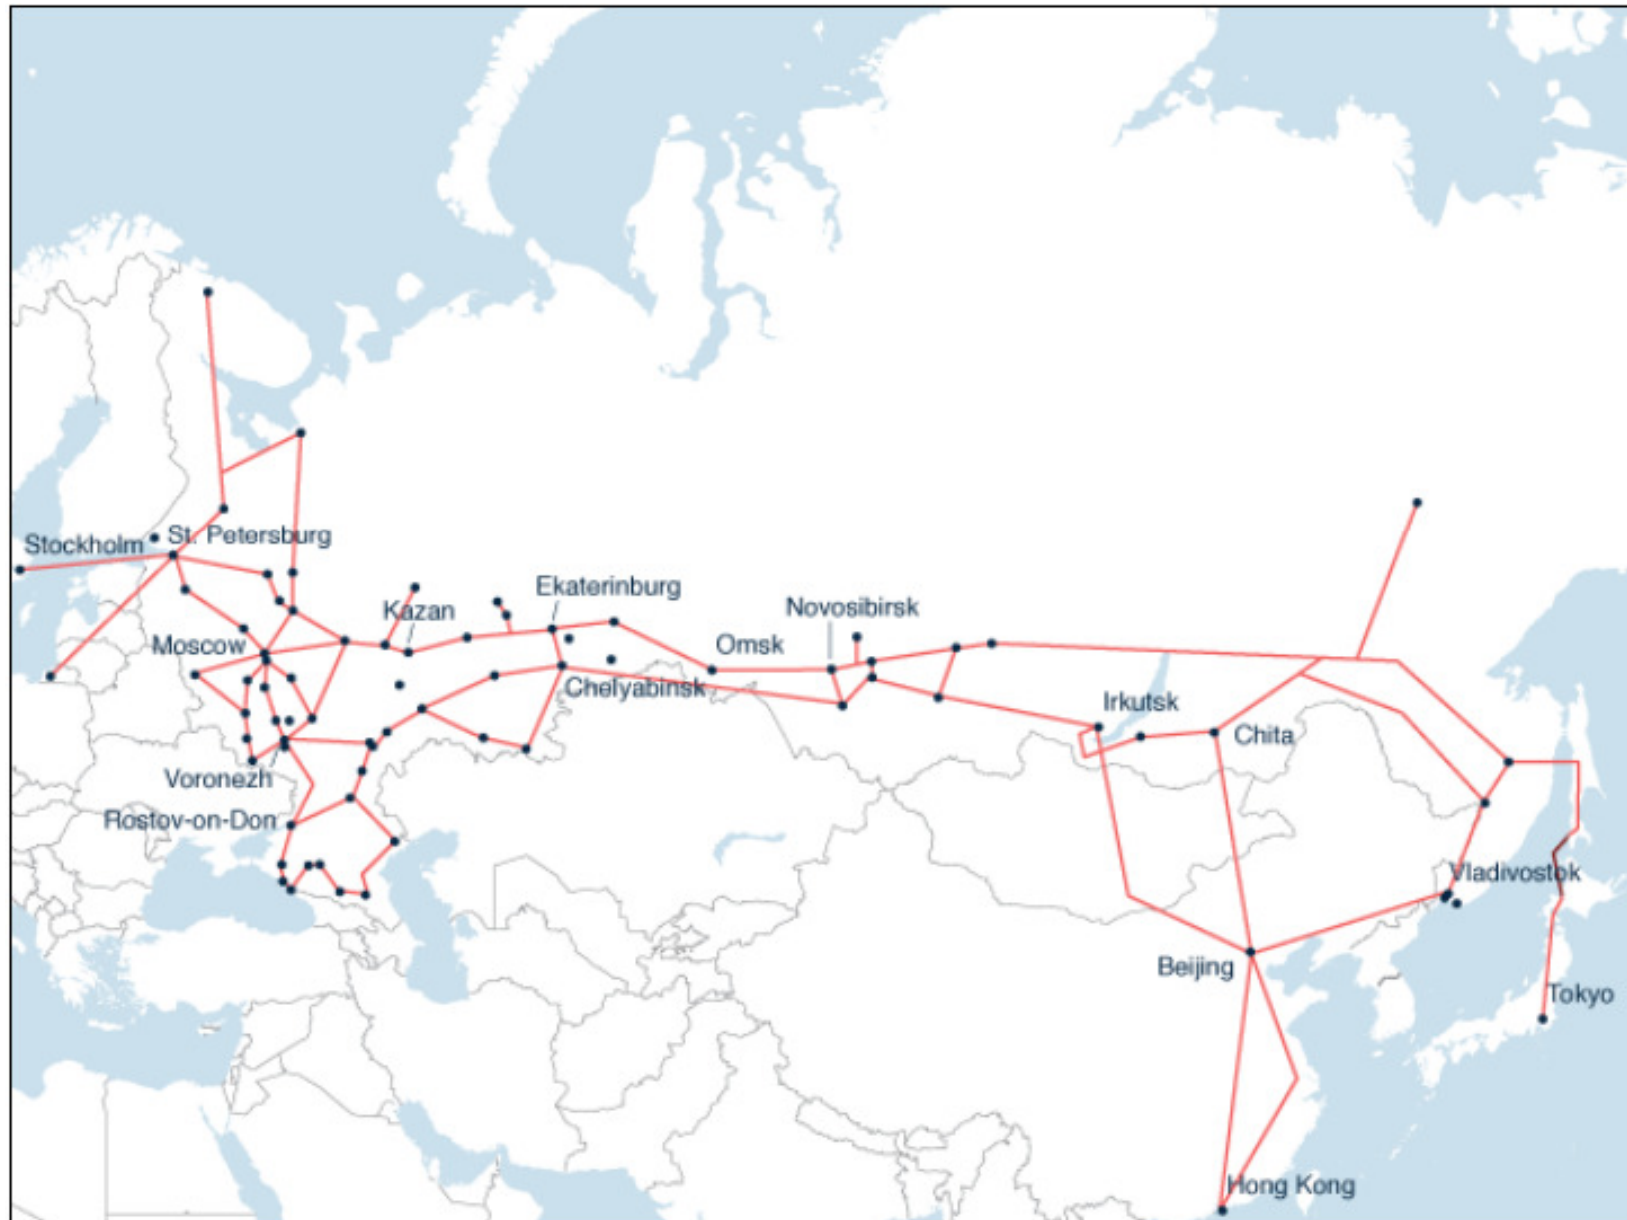 Stockholm
St. Petersburg
Ekaterinburg
Kazan
Novosibirsk
Moscow
Omsk
Chelyabinsk
Irkutsk
Chita
Voronezh
Rostov-on-Don
Vladivostok
Beijing
Tokyo
Hong Kong